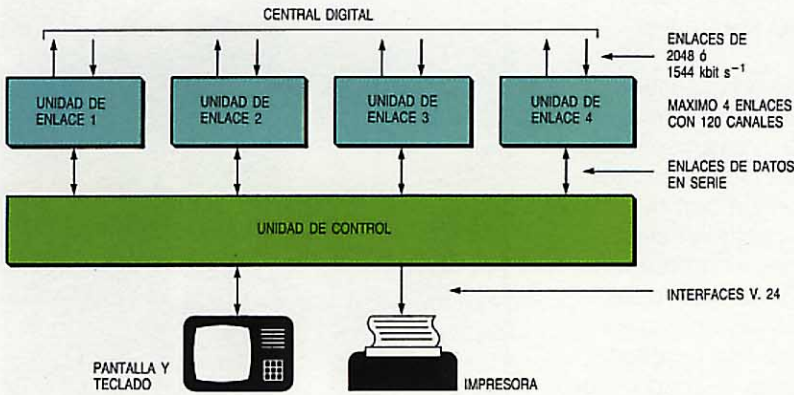 CENTRAL DIGITAL
ENLACES DE
2048 ó
1544 kbit s⁻¹
UNIDAD DE
ENLACE 1
UNIDAD DE
ENLACE 2
UNIDAD DE
ENLACE 3
UNIDAD DE
ENLACE 4
MAXIMO 4 ENLACES
CON 120 CANALES
ENLACES DE DATOS
EN SERIE
UNIDAD DE CONTROL
INTERFACES V. 24
PANTALLA Y
TECLADO
IMPRESORA